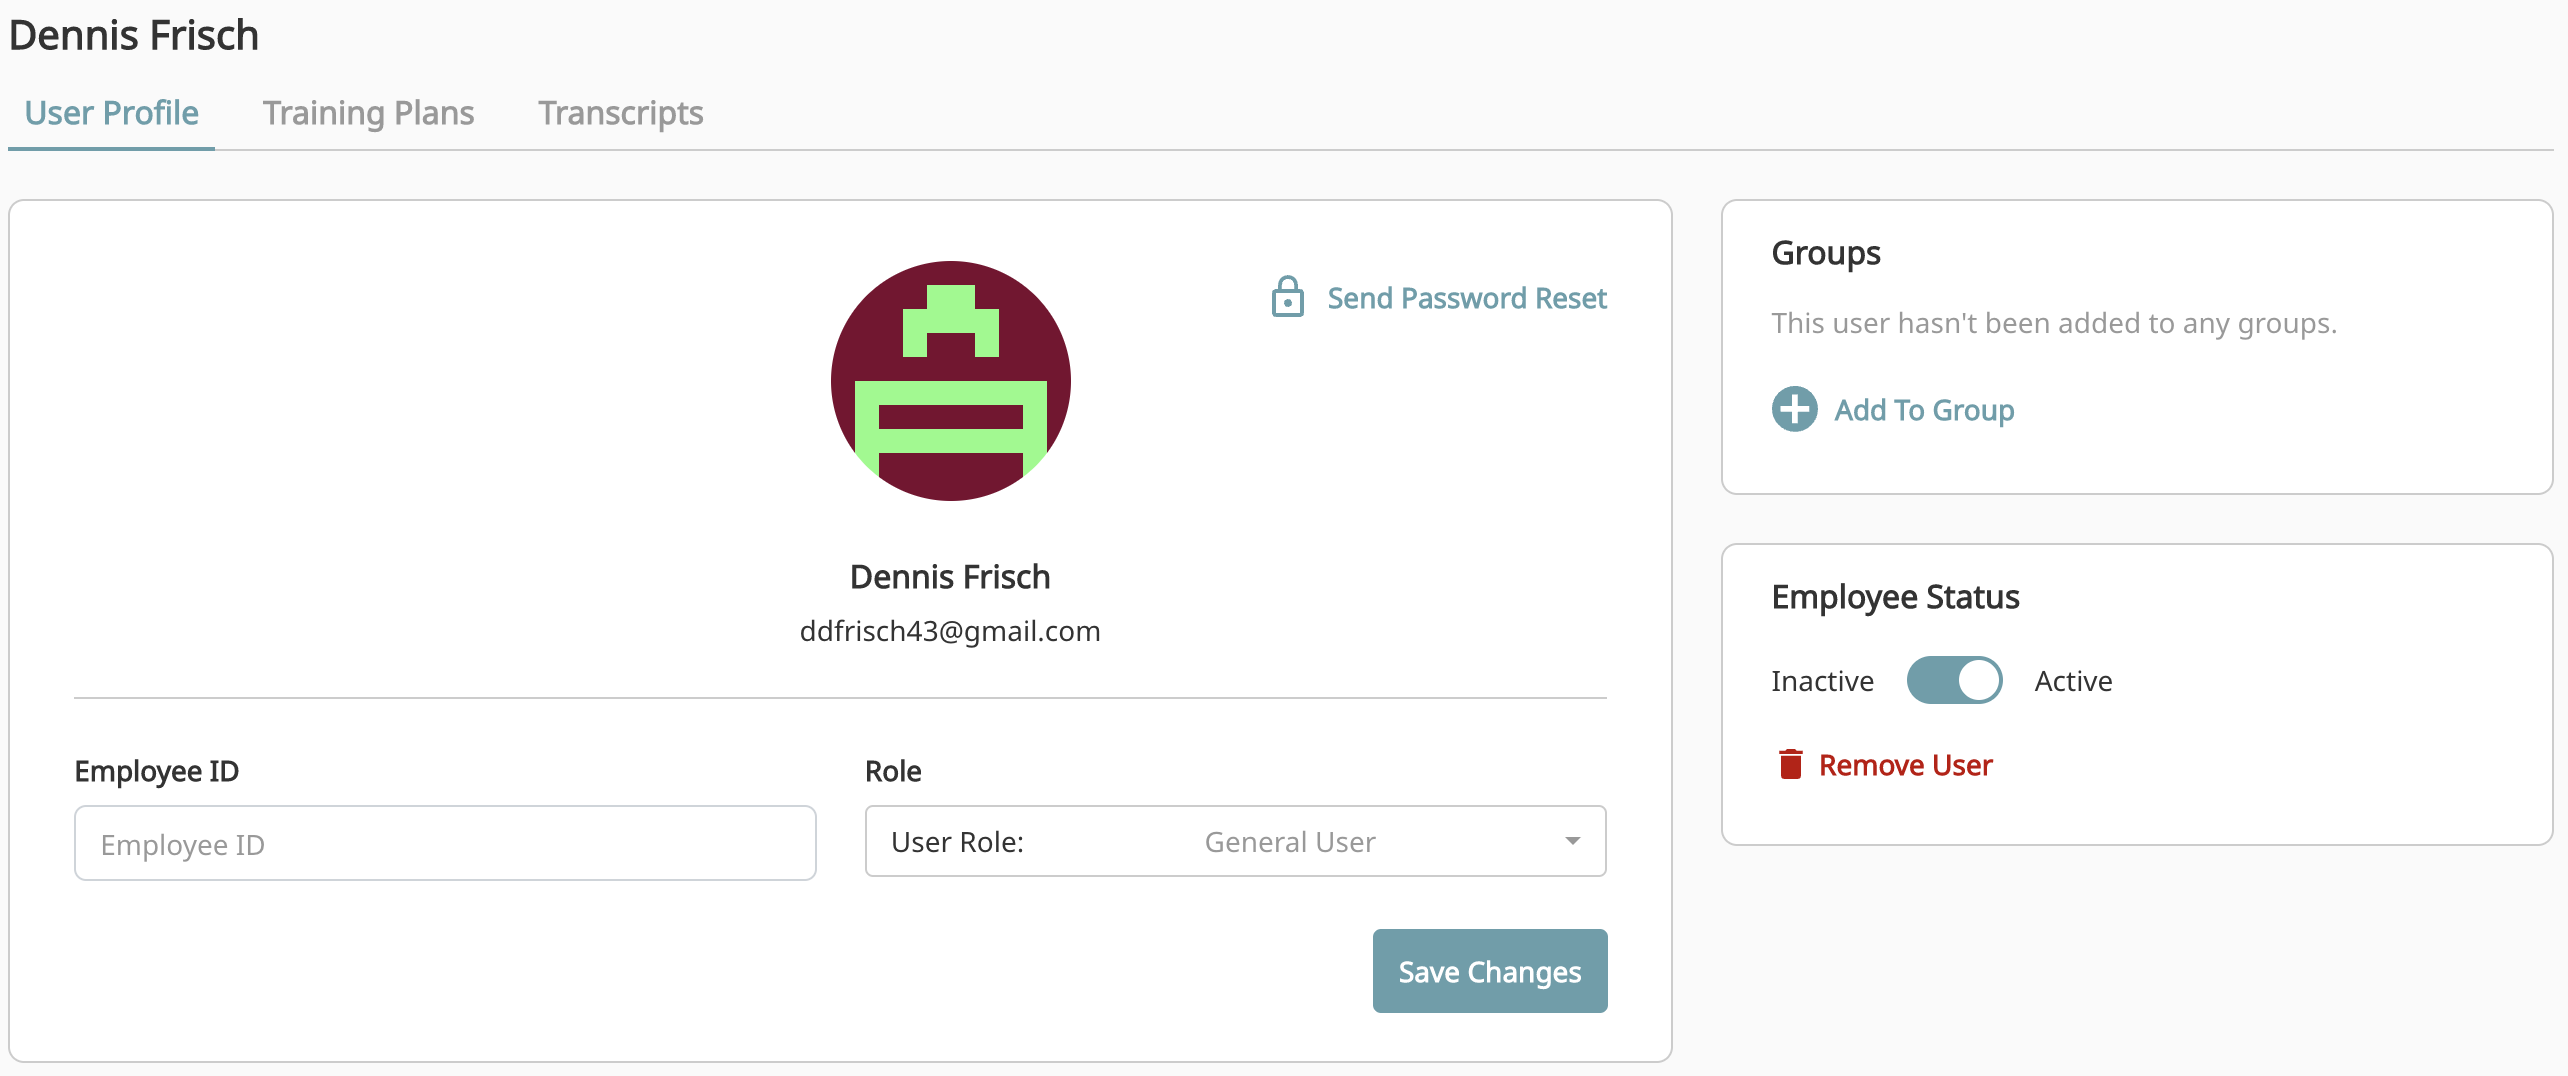 Dennis Frisch
User Profile
Training Plans
Transcripts
Send Password Reset
Dennis Frisch
ddfrisch43@gmail.com
Employee ID
Employee ID
Role
User Role:
General User
Save Changes
Groups
This user hasn't been added to any groups.
Add To Group
Employee Status
Inactive
Active
Remove User